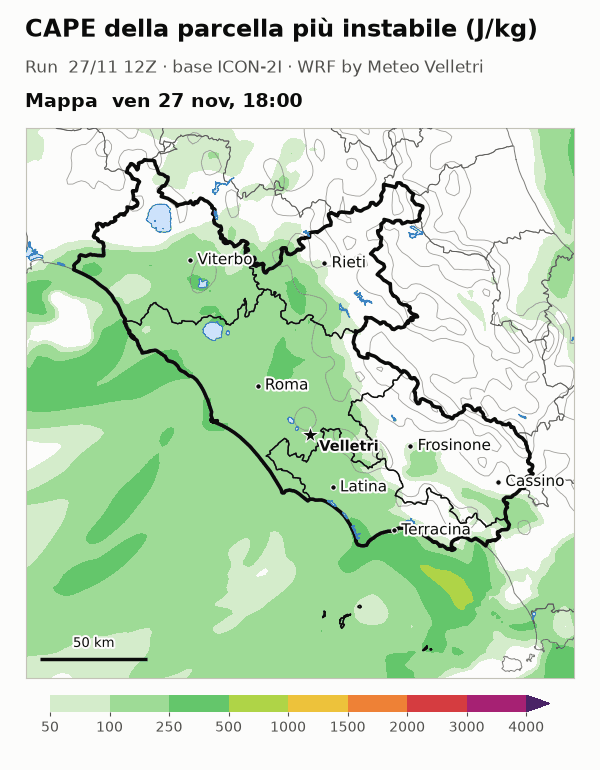 CAPE della parcella più instabile (J/kg)
Run  27/11 12Z · base ICON-2I · WRF by Meteo Velletri
Mappa  ven 27 nov, 18:00
Viterbo
Rieti
Roma
Velletri
Frosinone
Cassino
Latina
Terracina
50 km
50 100 250 500 1000 1500 2000 3000 4000